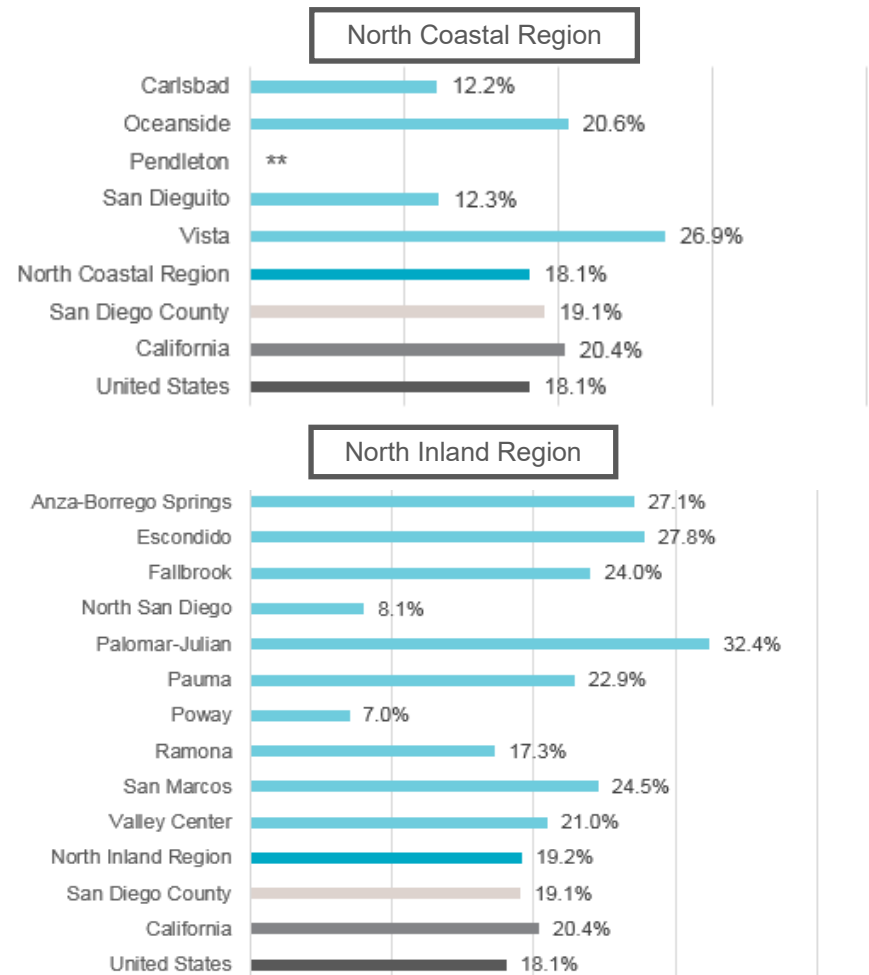 North Coastal Region
Carlsbad 12.2%
Oceanside 20.6%
Pendleton **
San Dieguito 12.3%
Vista 26.9%
North Coastal Region 18.1%
San Diego County 19.1%
California 20.4%
United States 18.1%
North Inland Region
Anza-Borrego Springs 27.1%
Escondido 27.8%
Fallbrook 24.0%
North San Diego 8.1%
Palomar-Julian 32.4%
Pauma 22.9%
Poway 7.0%
Ramona 17.3%
San Marcos 24.5%
Valley Center 21.0%
North Inland Region 19.2%
San Diego County 19.1%
California 20.4%
United States 18.1%